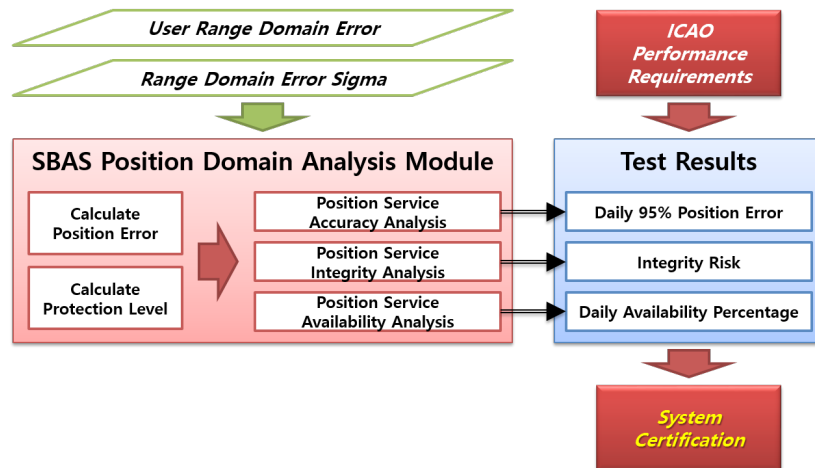 User Range Domain Error
Range Domain Error Sigma
ICAO
Performance
Requirements
SBAS Position Domain Analysis Module
Calculate
Position Error
Calculate
Protection Level
Position Service
Accuracy Analysis
Position Service
Integrity Analysis
Position Service
Availability Analysis
Test Results
Daily 95% Position Error
Integrity Risk
Daily Availability Percentage
System
Certification